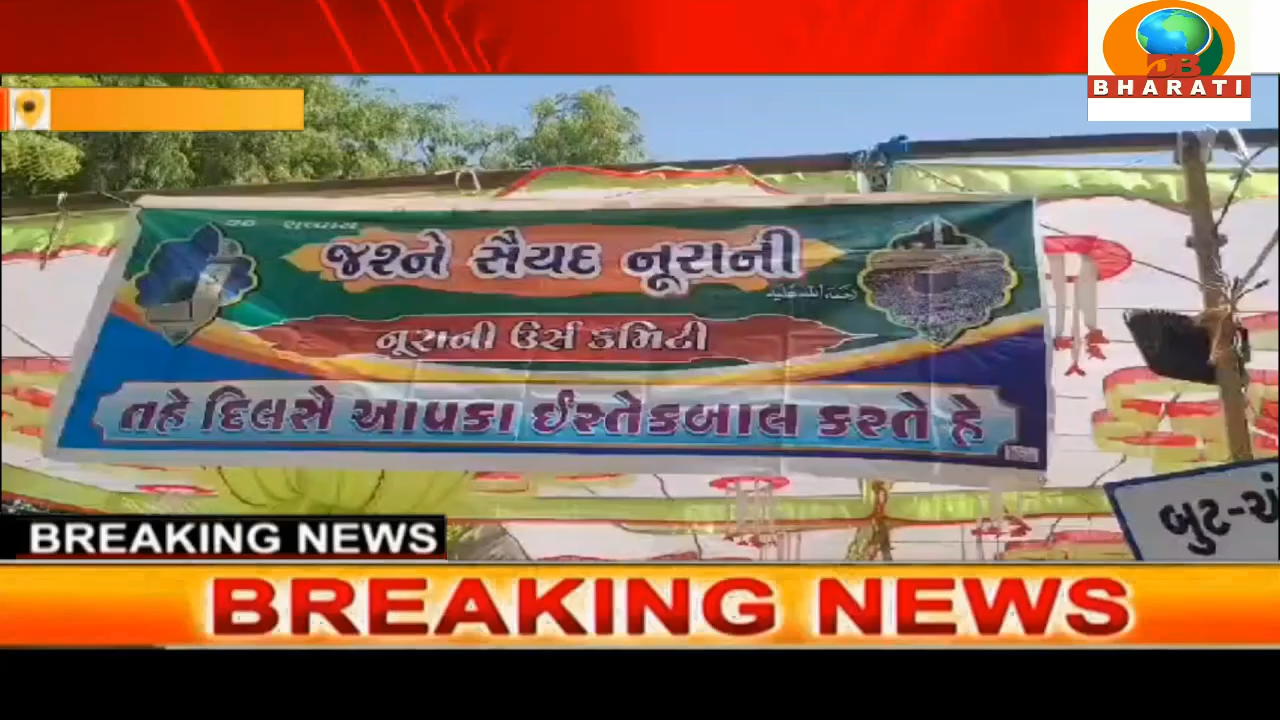 BHARATI
જશ્ને સૈયદ નૂરાની
નૂરાની ઉર્સ કમિટી
તહે દિલસે આપકા ઈસ્તેકબાલ કરતે હે
બુટ-ચં
BREAKING NEWS
BREAKING NEWS